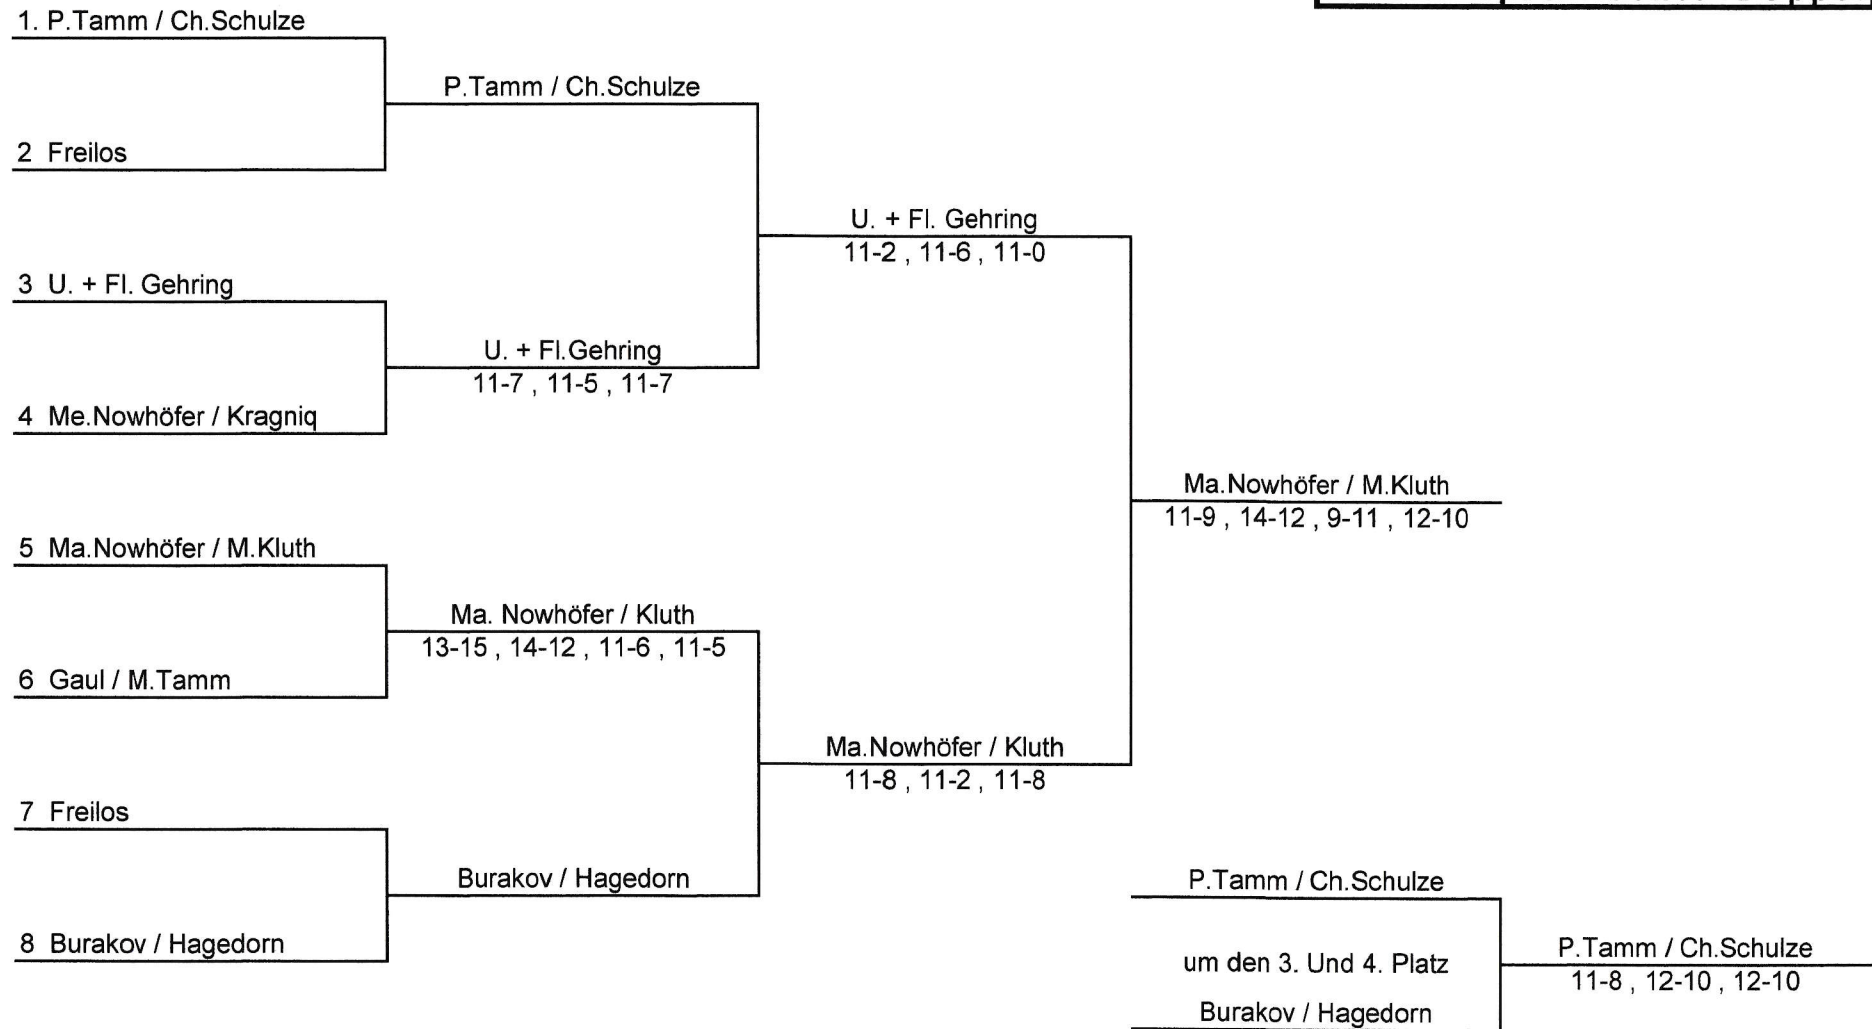 1. P.Tamm / Ch.Schulze
P.Tamm / Ch.Schulze
2 Freilos
U. + Fl. Gehring
11-2 , 11-6 , 11-0
3 U. + Fl. Gehring
U. + Fl.Gehring
11-7 , 11-5 , 11-7
4 Me.Nowhöfer / Kragniq
Ma.Nowhöfer / M.Kluth
11-9 , 14-12 , 9-11 , 12-10
5 Ma.Nowhöfer / M.Kluth
Ma. Nowhöfer / Kluth
13-15 , 14-12 , 11-6 , 11-5
6 Gaul / M.Tamm
Ma.Nowhöfer / Kluth
11-8 , 11-2 , 11-8
7 Freilos
Burakov / Hagedorn
8 Burakov / Hagedorn
P.Tamm / Ch.Schulze
um den 3. Und 4. Platz
P.Tamm / Ch.Schulze
11-8 , 12-10 , 12-10
Burakov / Hagedorn